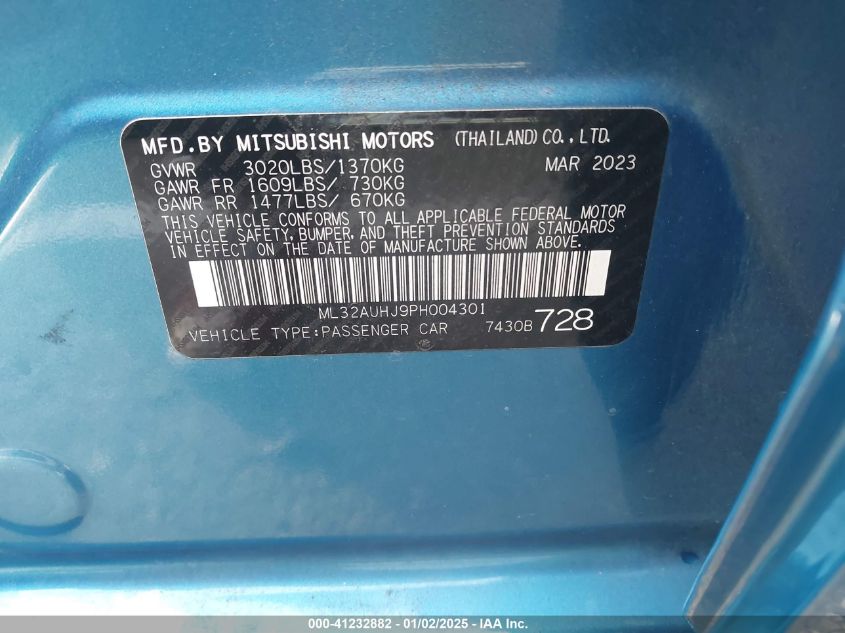 MFD.BY MITSUBISHI MOTORS (THAILAND) CO., LTD.
GVWR 3020LBS/1370KG MAR 2023
GAWR FR 1609LBS/ 730KG
GAWR RR 1477LBS/ 670KG
THIS VEHICLE CONFORMS TO ALL APPLICABLE FEDERAL MOTOR
VEHICLE SAFETY, BUMPER, AND THEFT PREVENTION STANDARDS
IN EFFECT ON THE DATE OF MANUFACTURE SHOWN ABOVE.
ML32AUHJ9PH004301
VEHICLE TYPE:PASSENGER CAR 7430B 728
000-41232882 - 01/02/2025 - IAA Inc.